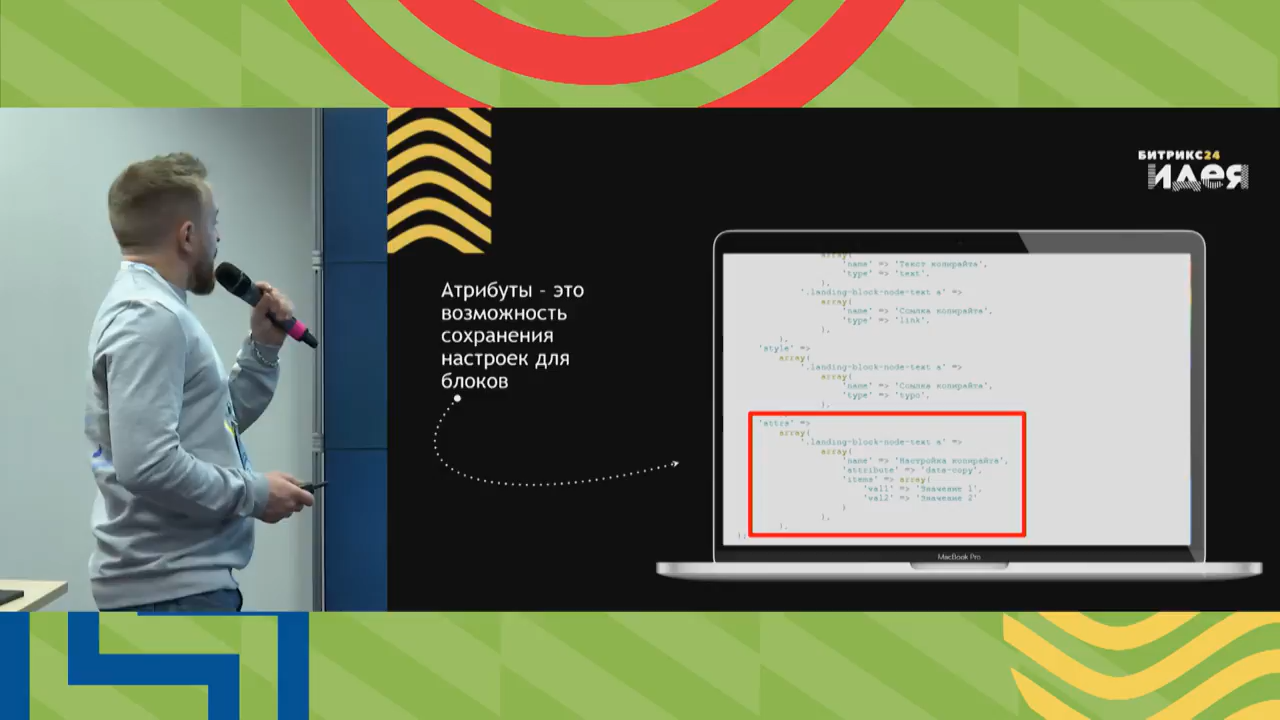 БИТРИКС24
идея
Атрибуты - это
возможность
сохранения
настроек для
блоков
array(
'name' => 'Текст копирайта',
'type' => 'text',
),
'.landing-block-node-text a' =>
array(
'name' => 'Ссылка копирайта',
'type' => 'link',
),
),
'style' =>
array(
'.landing-block-node-text a' =>
array(
'name' => 'Ссылка копирайта',
'type' => 'typo',
),
'attrs' =>
array(
'.landing-block-node-text a' =>
array(
'name' => 'Настройка копирайта',
'attribute' => 'data-copy',
'items' => array(
'val1' => 'Значение 1',
'val2' => 'Значение 2'
)
),
),
MacBook Pro